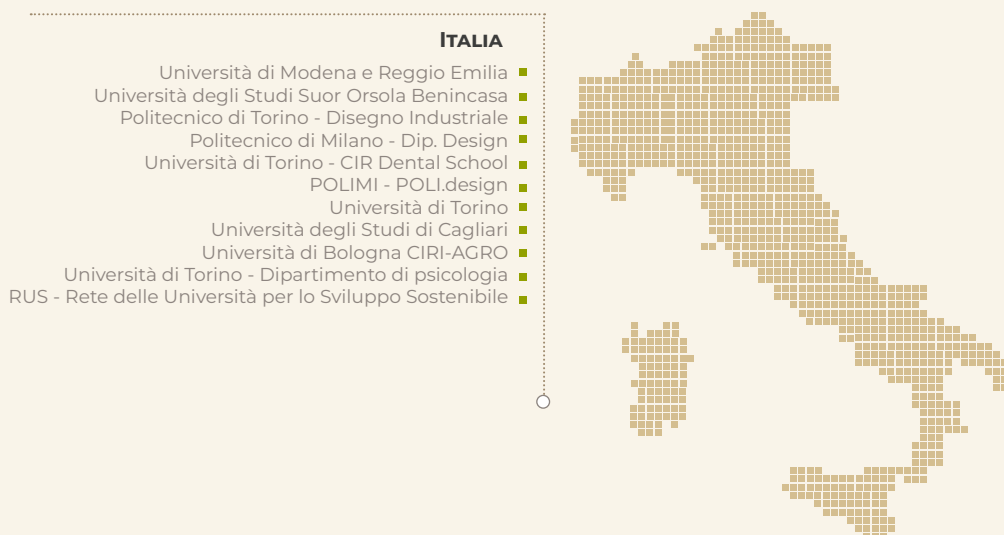 ITALIA
Università di Modena e Reggio Emilia
Università degli Studi Suor Orsola Benincasa
Politecnico di Torino - Disegno Industriale
Politecnico di Milano - Dip. Design
Università di Torino - CIR Dental School
POLIMI - POLI.design
Università di Torino
Università degli Studi di Cagliari
Università di Bologna CIRI-AGRO
Università di Torino - Dipartimento di psicologia
RUS - Rete delle Università per lo Sviluppo Sostenibile